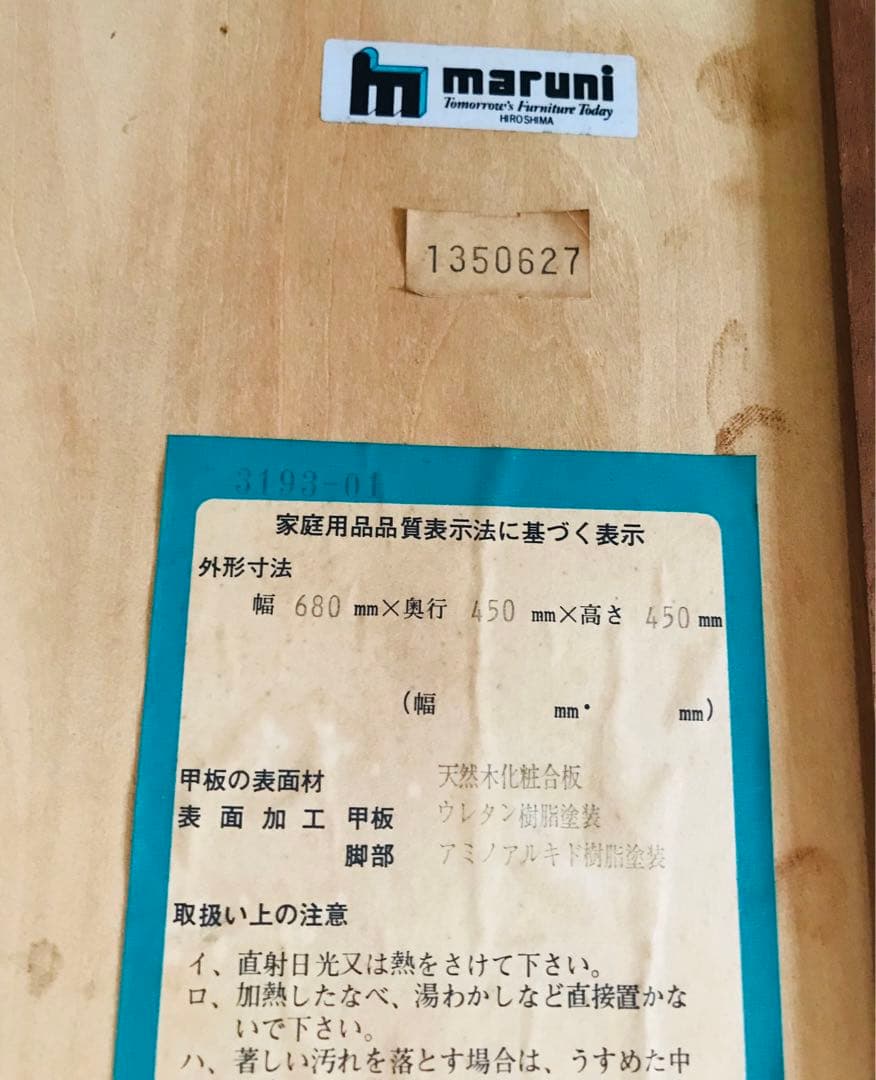 maruni
Tomorrow's Furniture Today
HIROSHIMA
1350627
3193-01
家庭用品品質表示法に基づく表示
外形寸法
幅 680 mm×奥行 450 mm×高さ 450 mm
(幅 mm・ mm)
甲板の表面材 天然木化粧合板
表面加工 甲板 ウレタン樹脂塗装
脚部 アミノアルキド樹脂塗装
取扱い上の注意
イ、直射日光又は熱をさけて下さい。
ロ、加熱したなべ、湯わかしなど直接置かな
いで下さい。
ハ、著しい汚れを落とす場合は、うすめた中